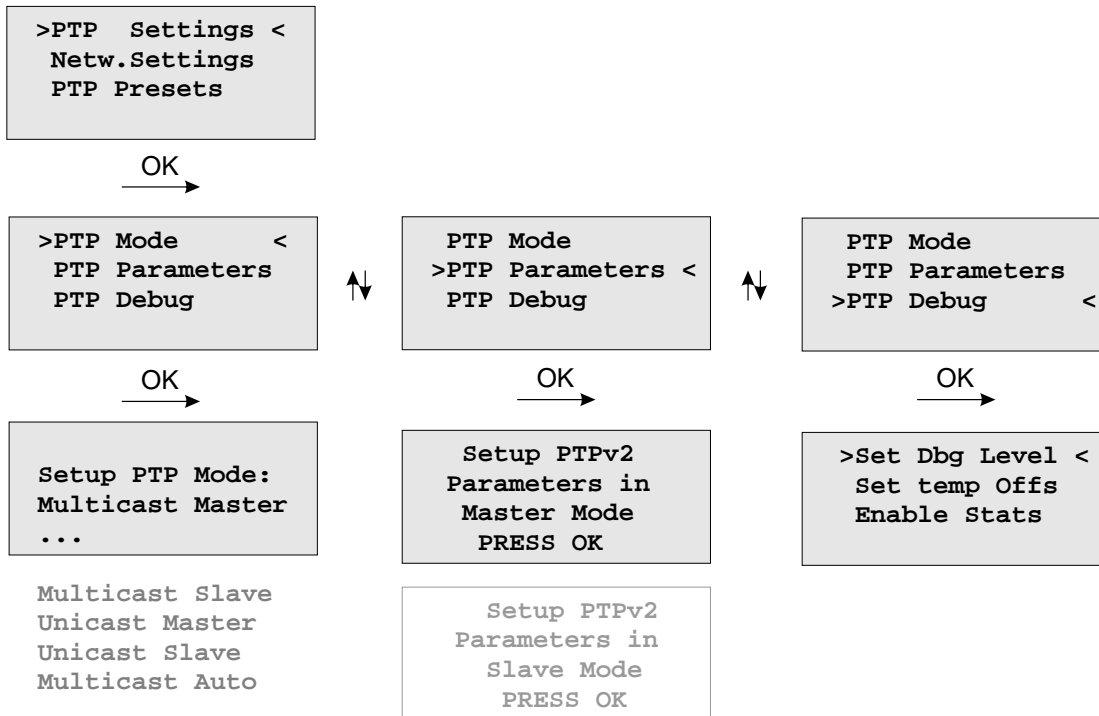 >PTP  Settings <
Netw.Settings
PTP Presets
OK
>PTP Mode      <
PTP Parameters
PTP Debug
PTP Mode
>PTP Parameters <
PTP Debug
PTP Mode
PTP Parameters
>PTP Debug      <
OK
OK
OK
Setup PTP Mode:
Multicast Master
...
Multicast Slave
Unicast Master
Unicast Slave
Multicast Auto
Setup PTPv2
Parameters in
Master Mode
PRESS OK
Setup PTPv2
Parameters in
Slave Mode
PRESS OK
>Set Dbg Level <
Set temp Offs
Enable Stats